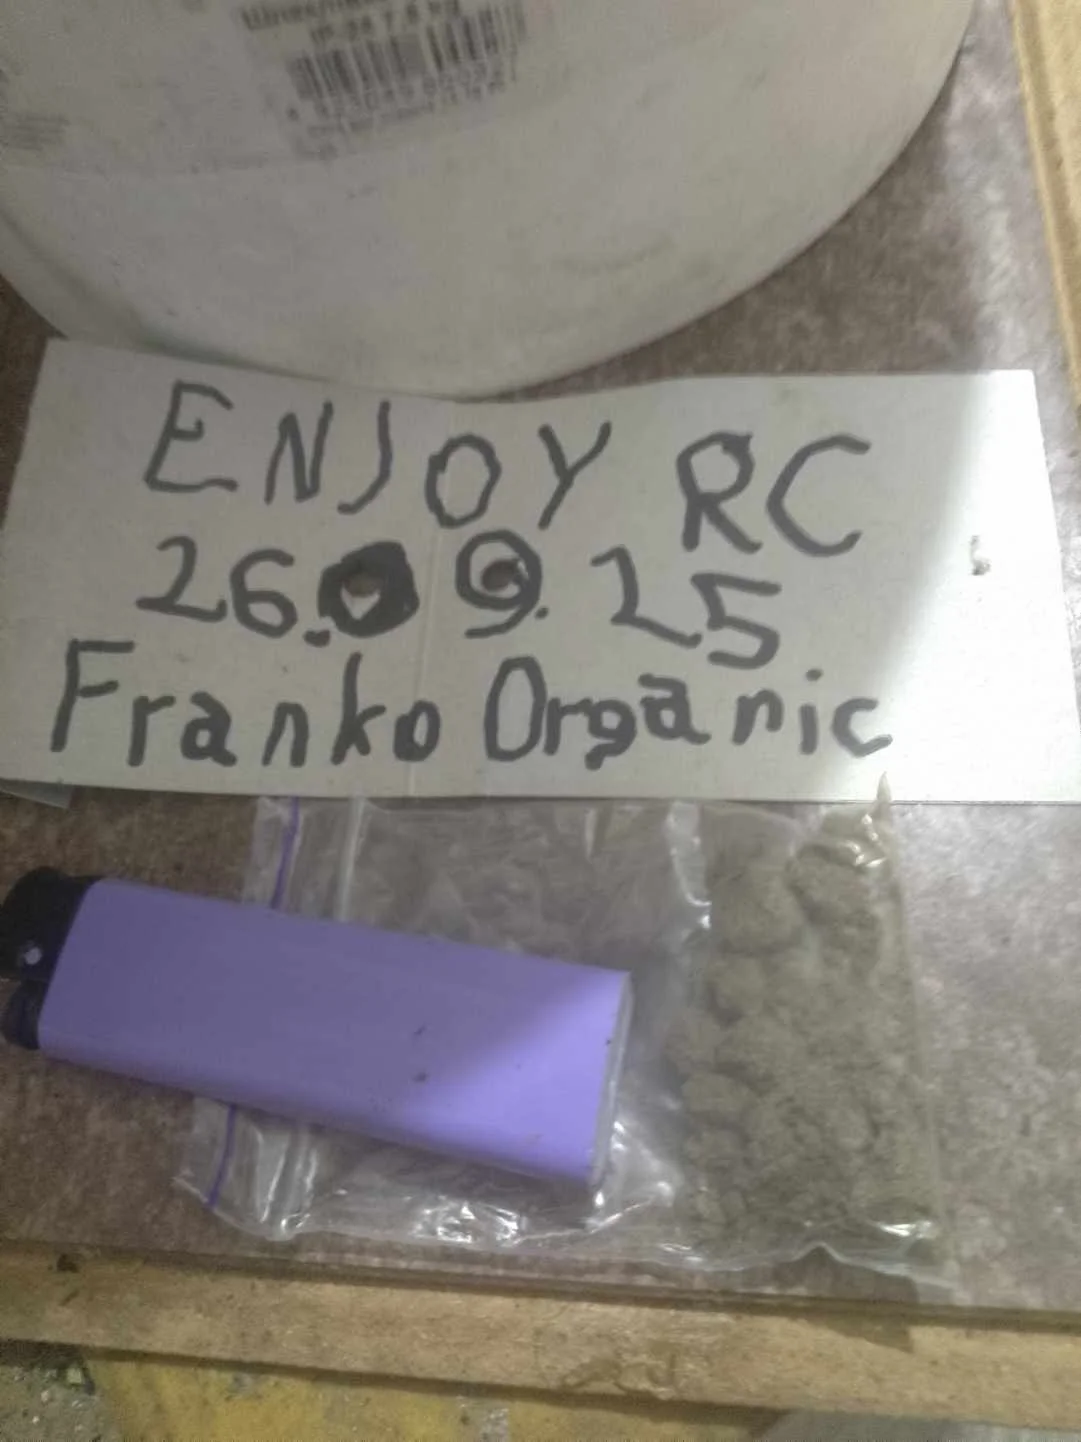 ENJOY RC
26.09.25
Franko Organic